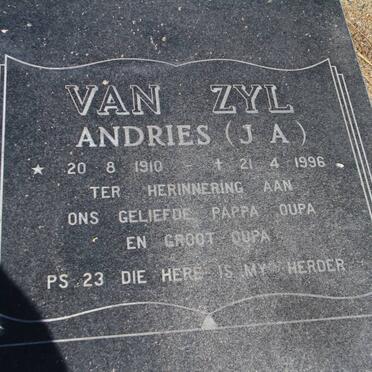 VAN ZYL
ANDRIES (J A)
★ 20 8 1910 - ✝ 21 4 1996
TER HERINNERING AAN
ONS GELIEFDE PAPPA OUPA
EN GROOT OUPA
PS 23 DIE HERE IS MY HERDER